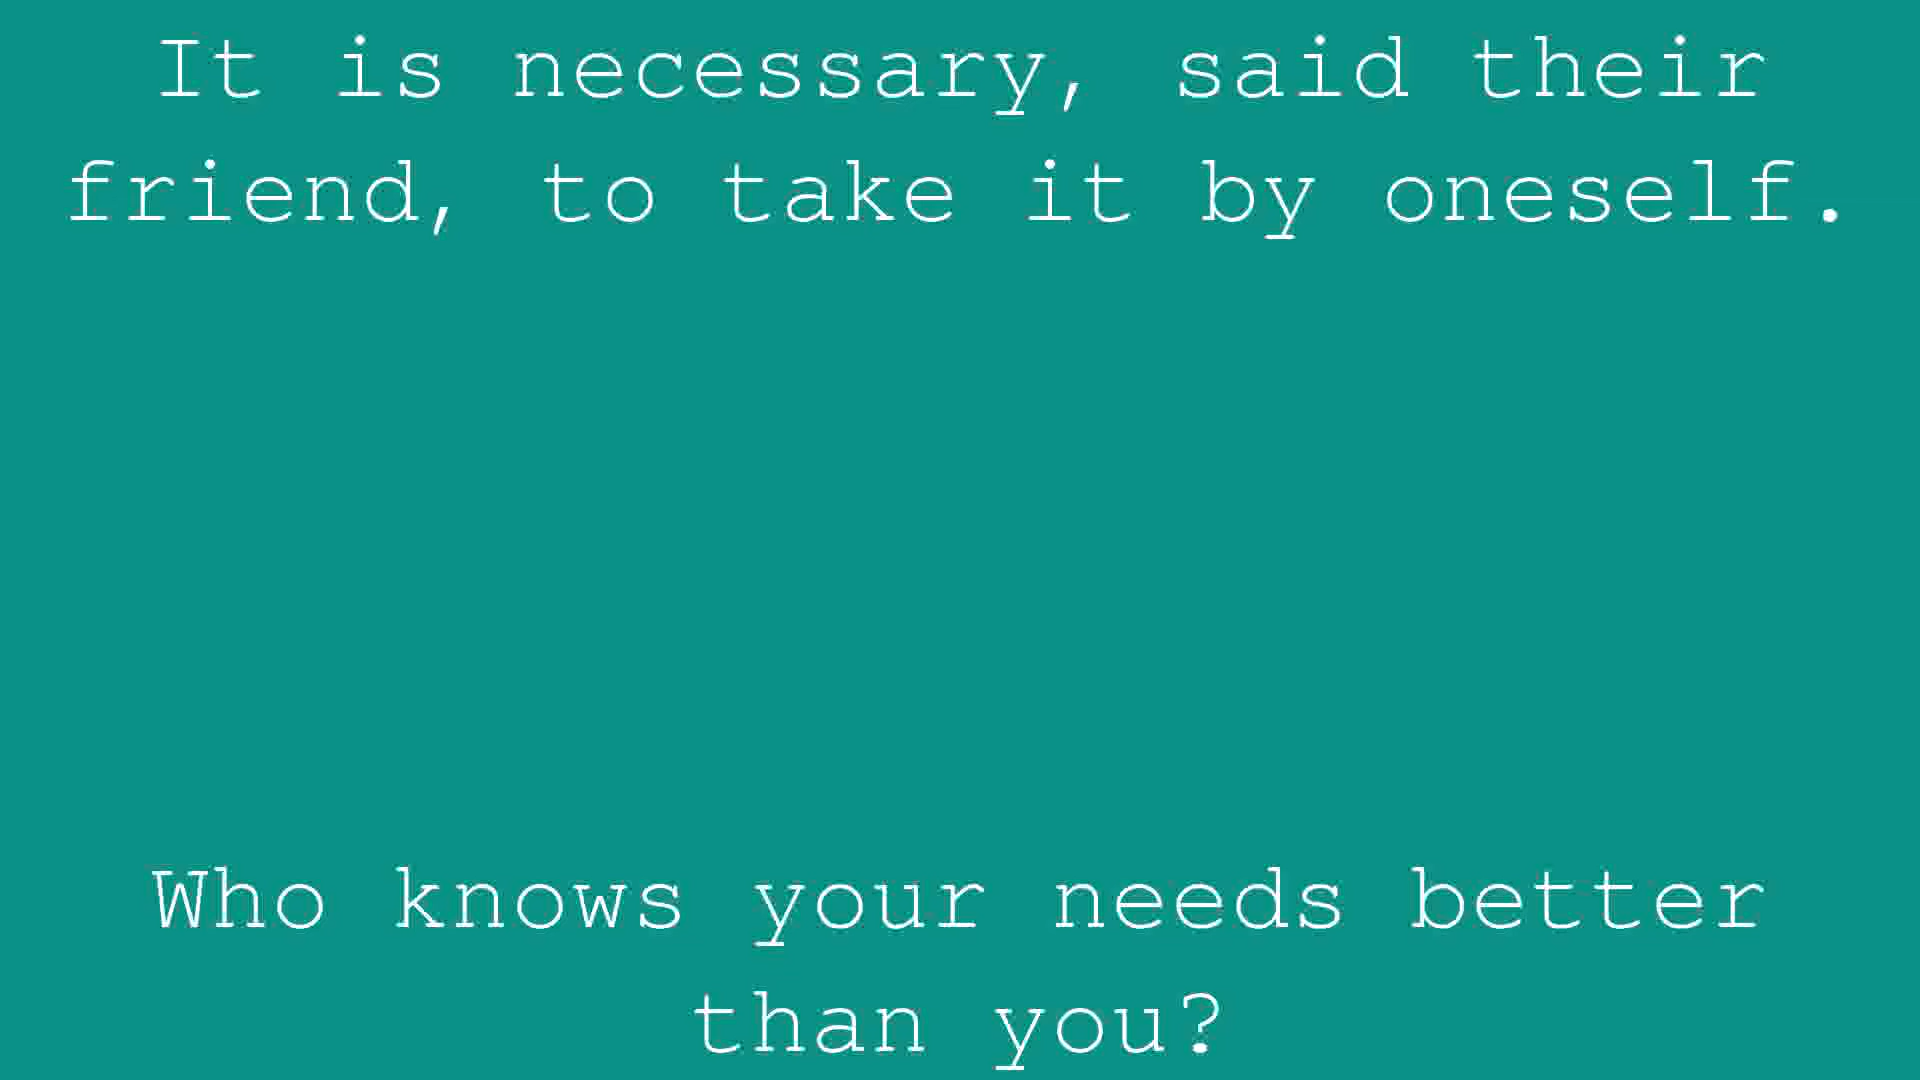 It is necessary, said their
friend, to take it by oneself.
Who knows your needs better
than you?